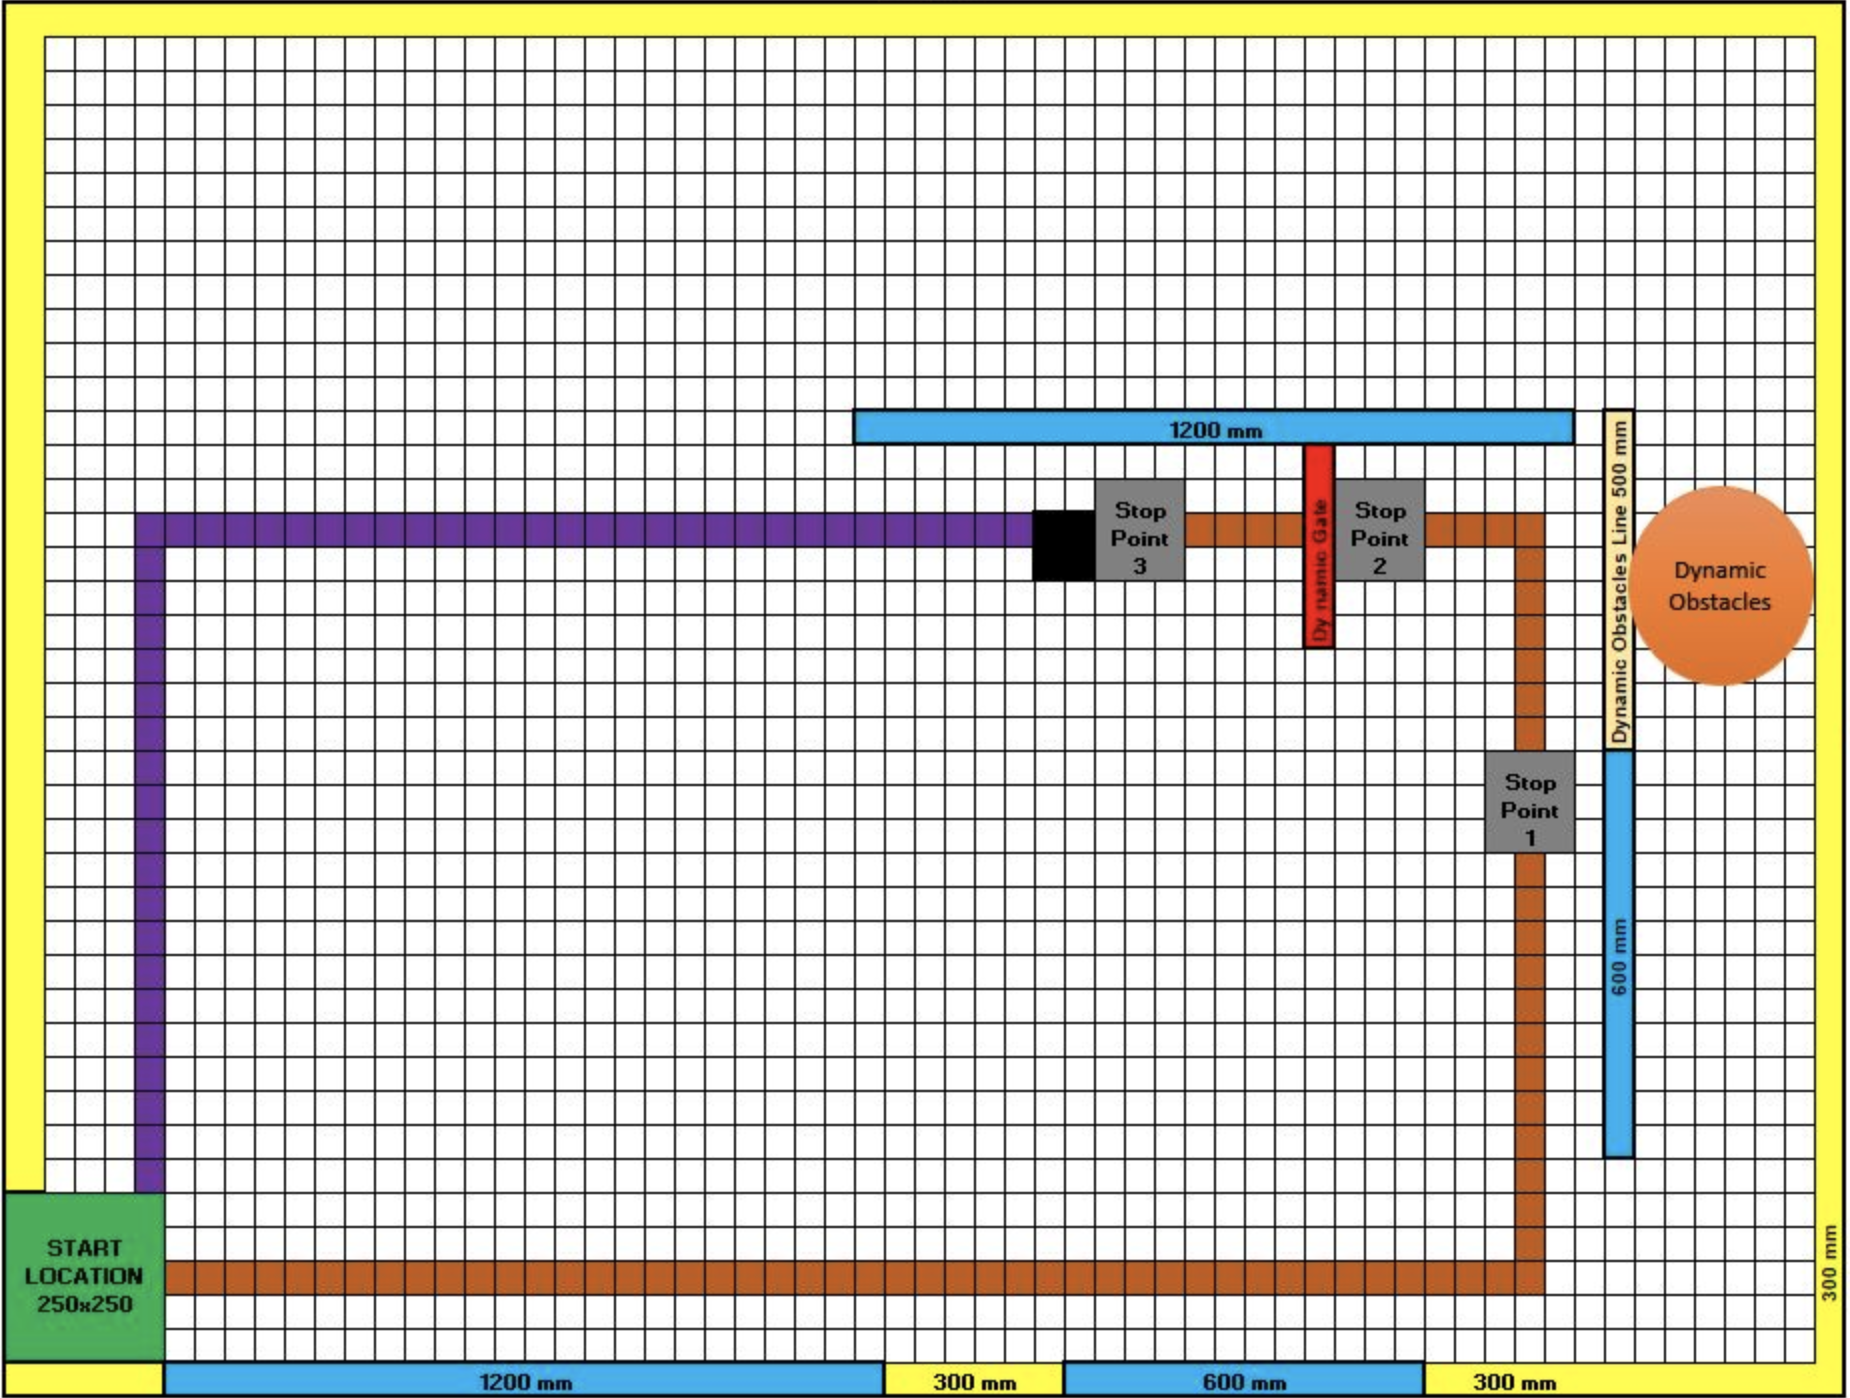 1200 mm
Dynamic Obstacles Line 500 mm
Stop
Point
3
Dynamic Gate
Stop
Point
2
Dynamic
Obstacles
Stop
Point
1
600 mm
START
LOCATION
250x250
300 mm
1200 mm
300 mm
600 mm
300 mm